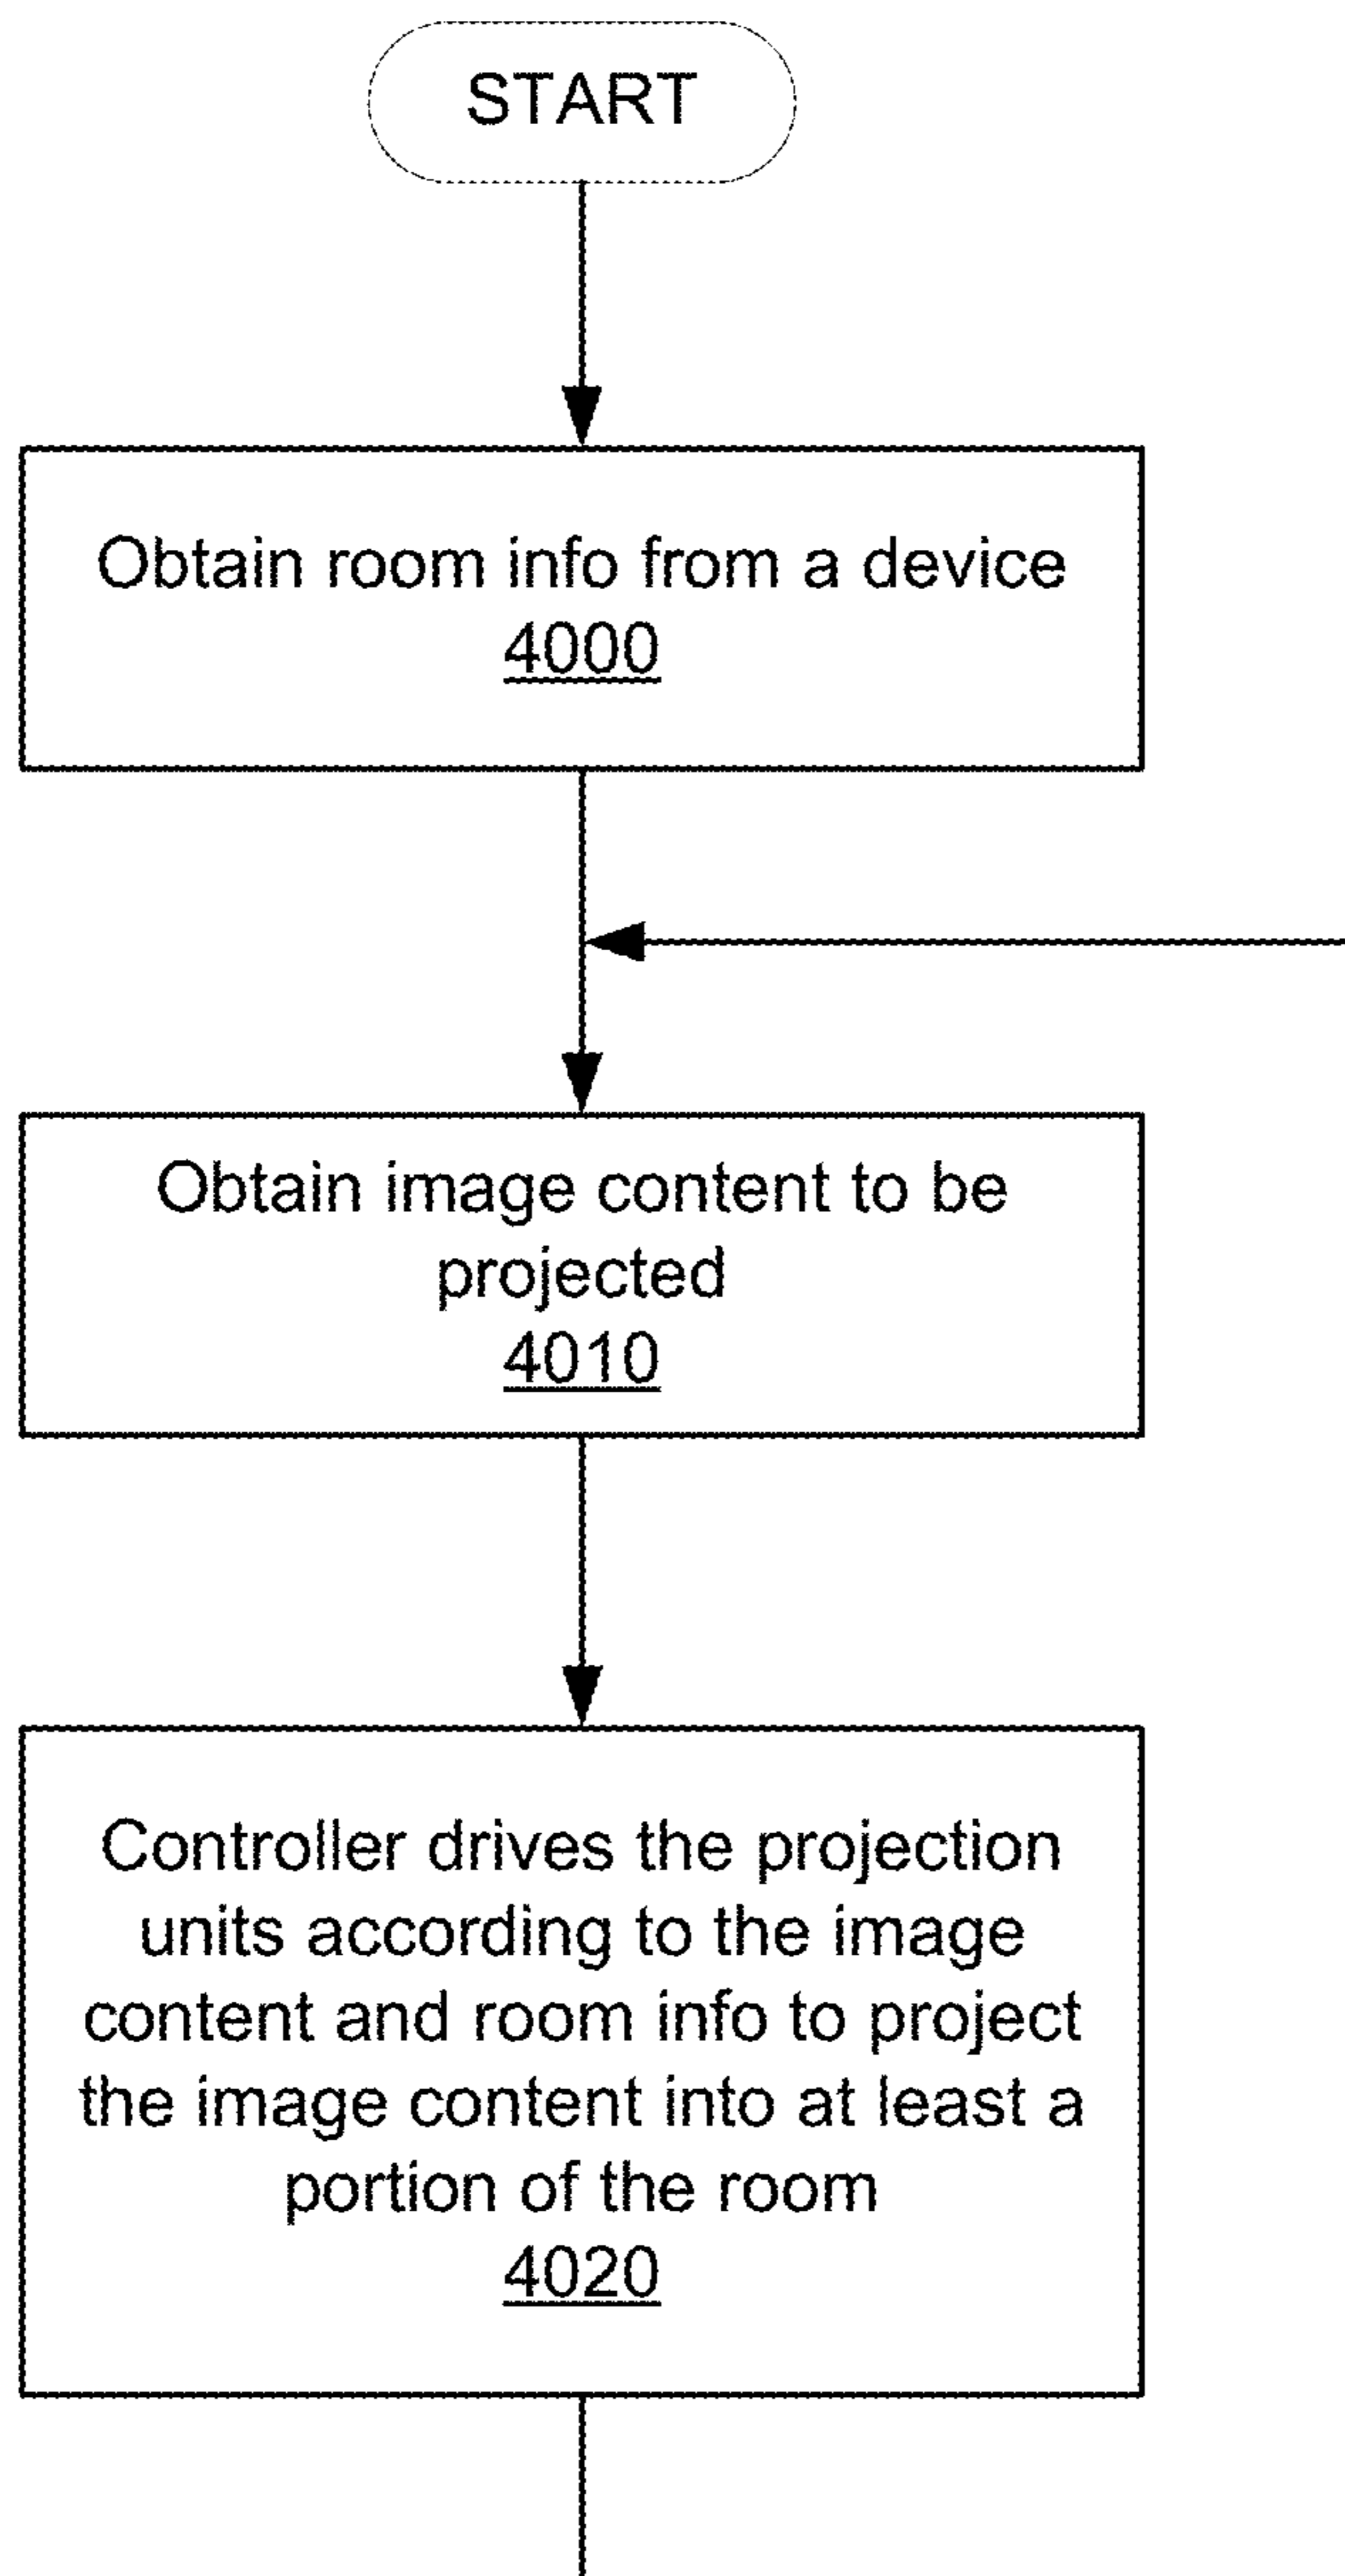 START
Obtain room info from a device
4000
Obtain image content to be
projected
4010
Controller drives the projection
units according to the image
content and room info to project
the image content into at least a
portion of the room
4020